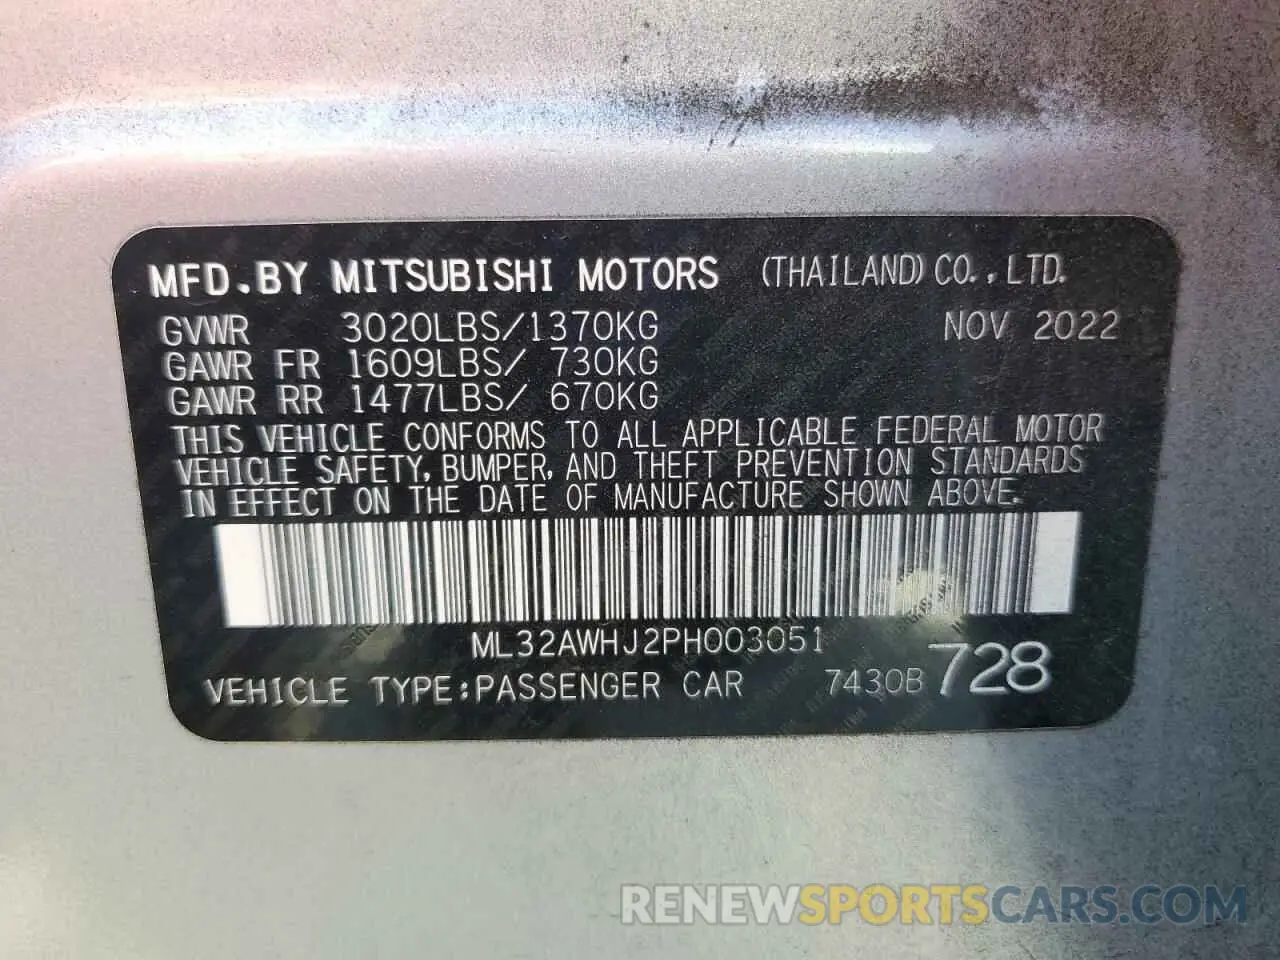 MFD.BY MITSUBISHI MOTORS (THAILAND) CO.,LTD.
GVWR 3020LBS/1370KG NOV 2022
GAWR FR 1609LBS/ 730KG
GAWR RR 1477LBS/ 670KG
THIS VEHICLE CONFORMS TO ALL APPLICABLE FEDERAL MOTOR
VEHICLE SAFETY, BUMPER, AND THEFT PREVENTION STANDARDS
IN EFFECT ON THE DATE OF MANUFACTURE SHOWN ABOVE.
ML32AWHJ2PH003051
VEHICLE TYPE:PASSENGER CAR 7430B 728
RENEWSPORTSCARS.COM